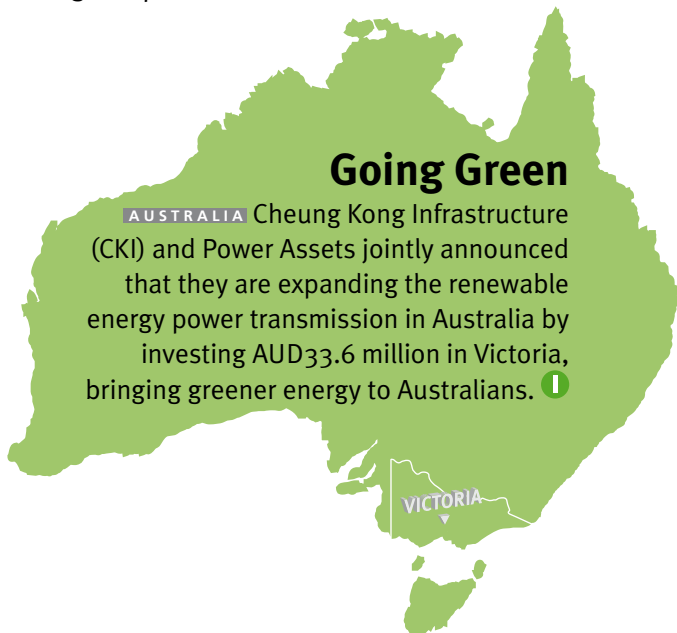 Going Green
AUSTRALIA Cheung Kong Infrastructure
(CKI) and Power Assets jointly announced
that they are expanding the renewable
energy power transmission in Australia by
investing AUD33.6 million in Victoria,
bringing greener energy to Australians.
VICTORIA